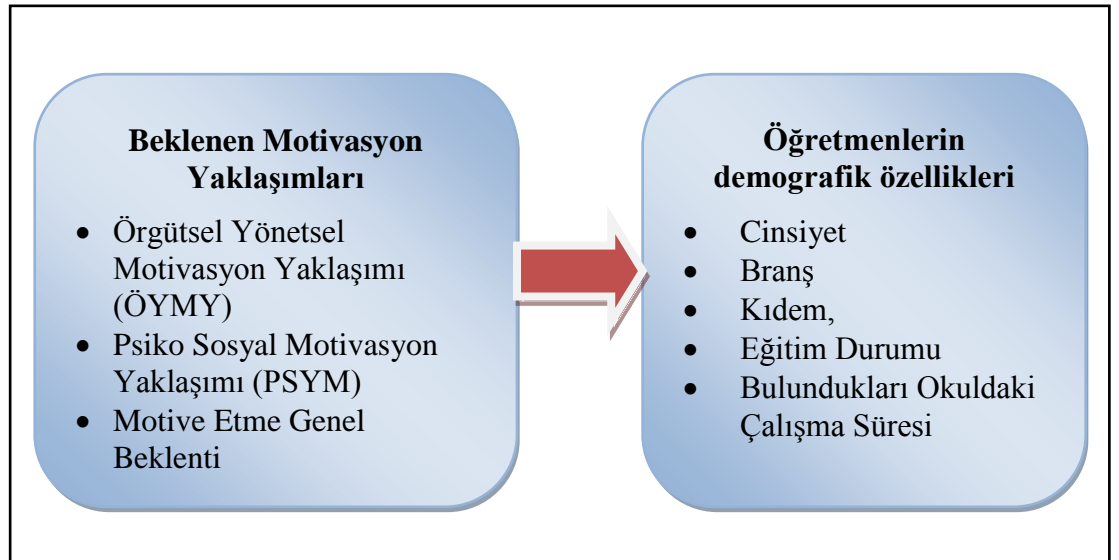 Beklenen Motivasyon
Yaklaşımları
• Örgütsel Yönetsel
Motivasyon Yaklaşımı
(ÖYMY)
• Psiko Sosyal Motivasyon
Yaklaşımı (PSYM)
• Motive Etme Genel
Beklenti
Öğretmenlerin
demografik özellikleri
• Cinsiyet
• Branş
• Kıdem,
• Eğitim Durumu
• Bulundukları Okuldaki
Çalışma Süresi